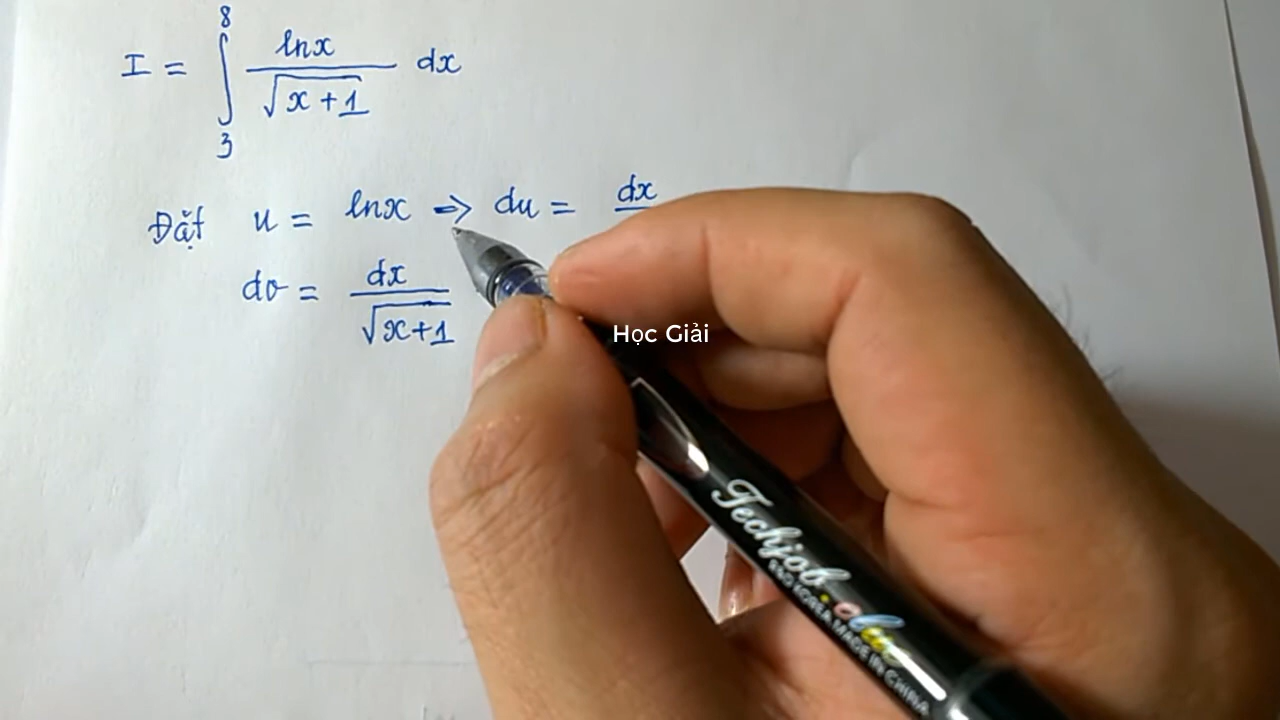 I = ∫₃⁸ lnx / √(x+1) dx
Đặt u = lnx => du = dx
dv = dx / √(x+1)
Học Giải
Techjob
MADE IN CHINA